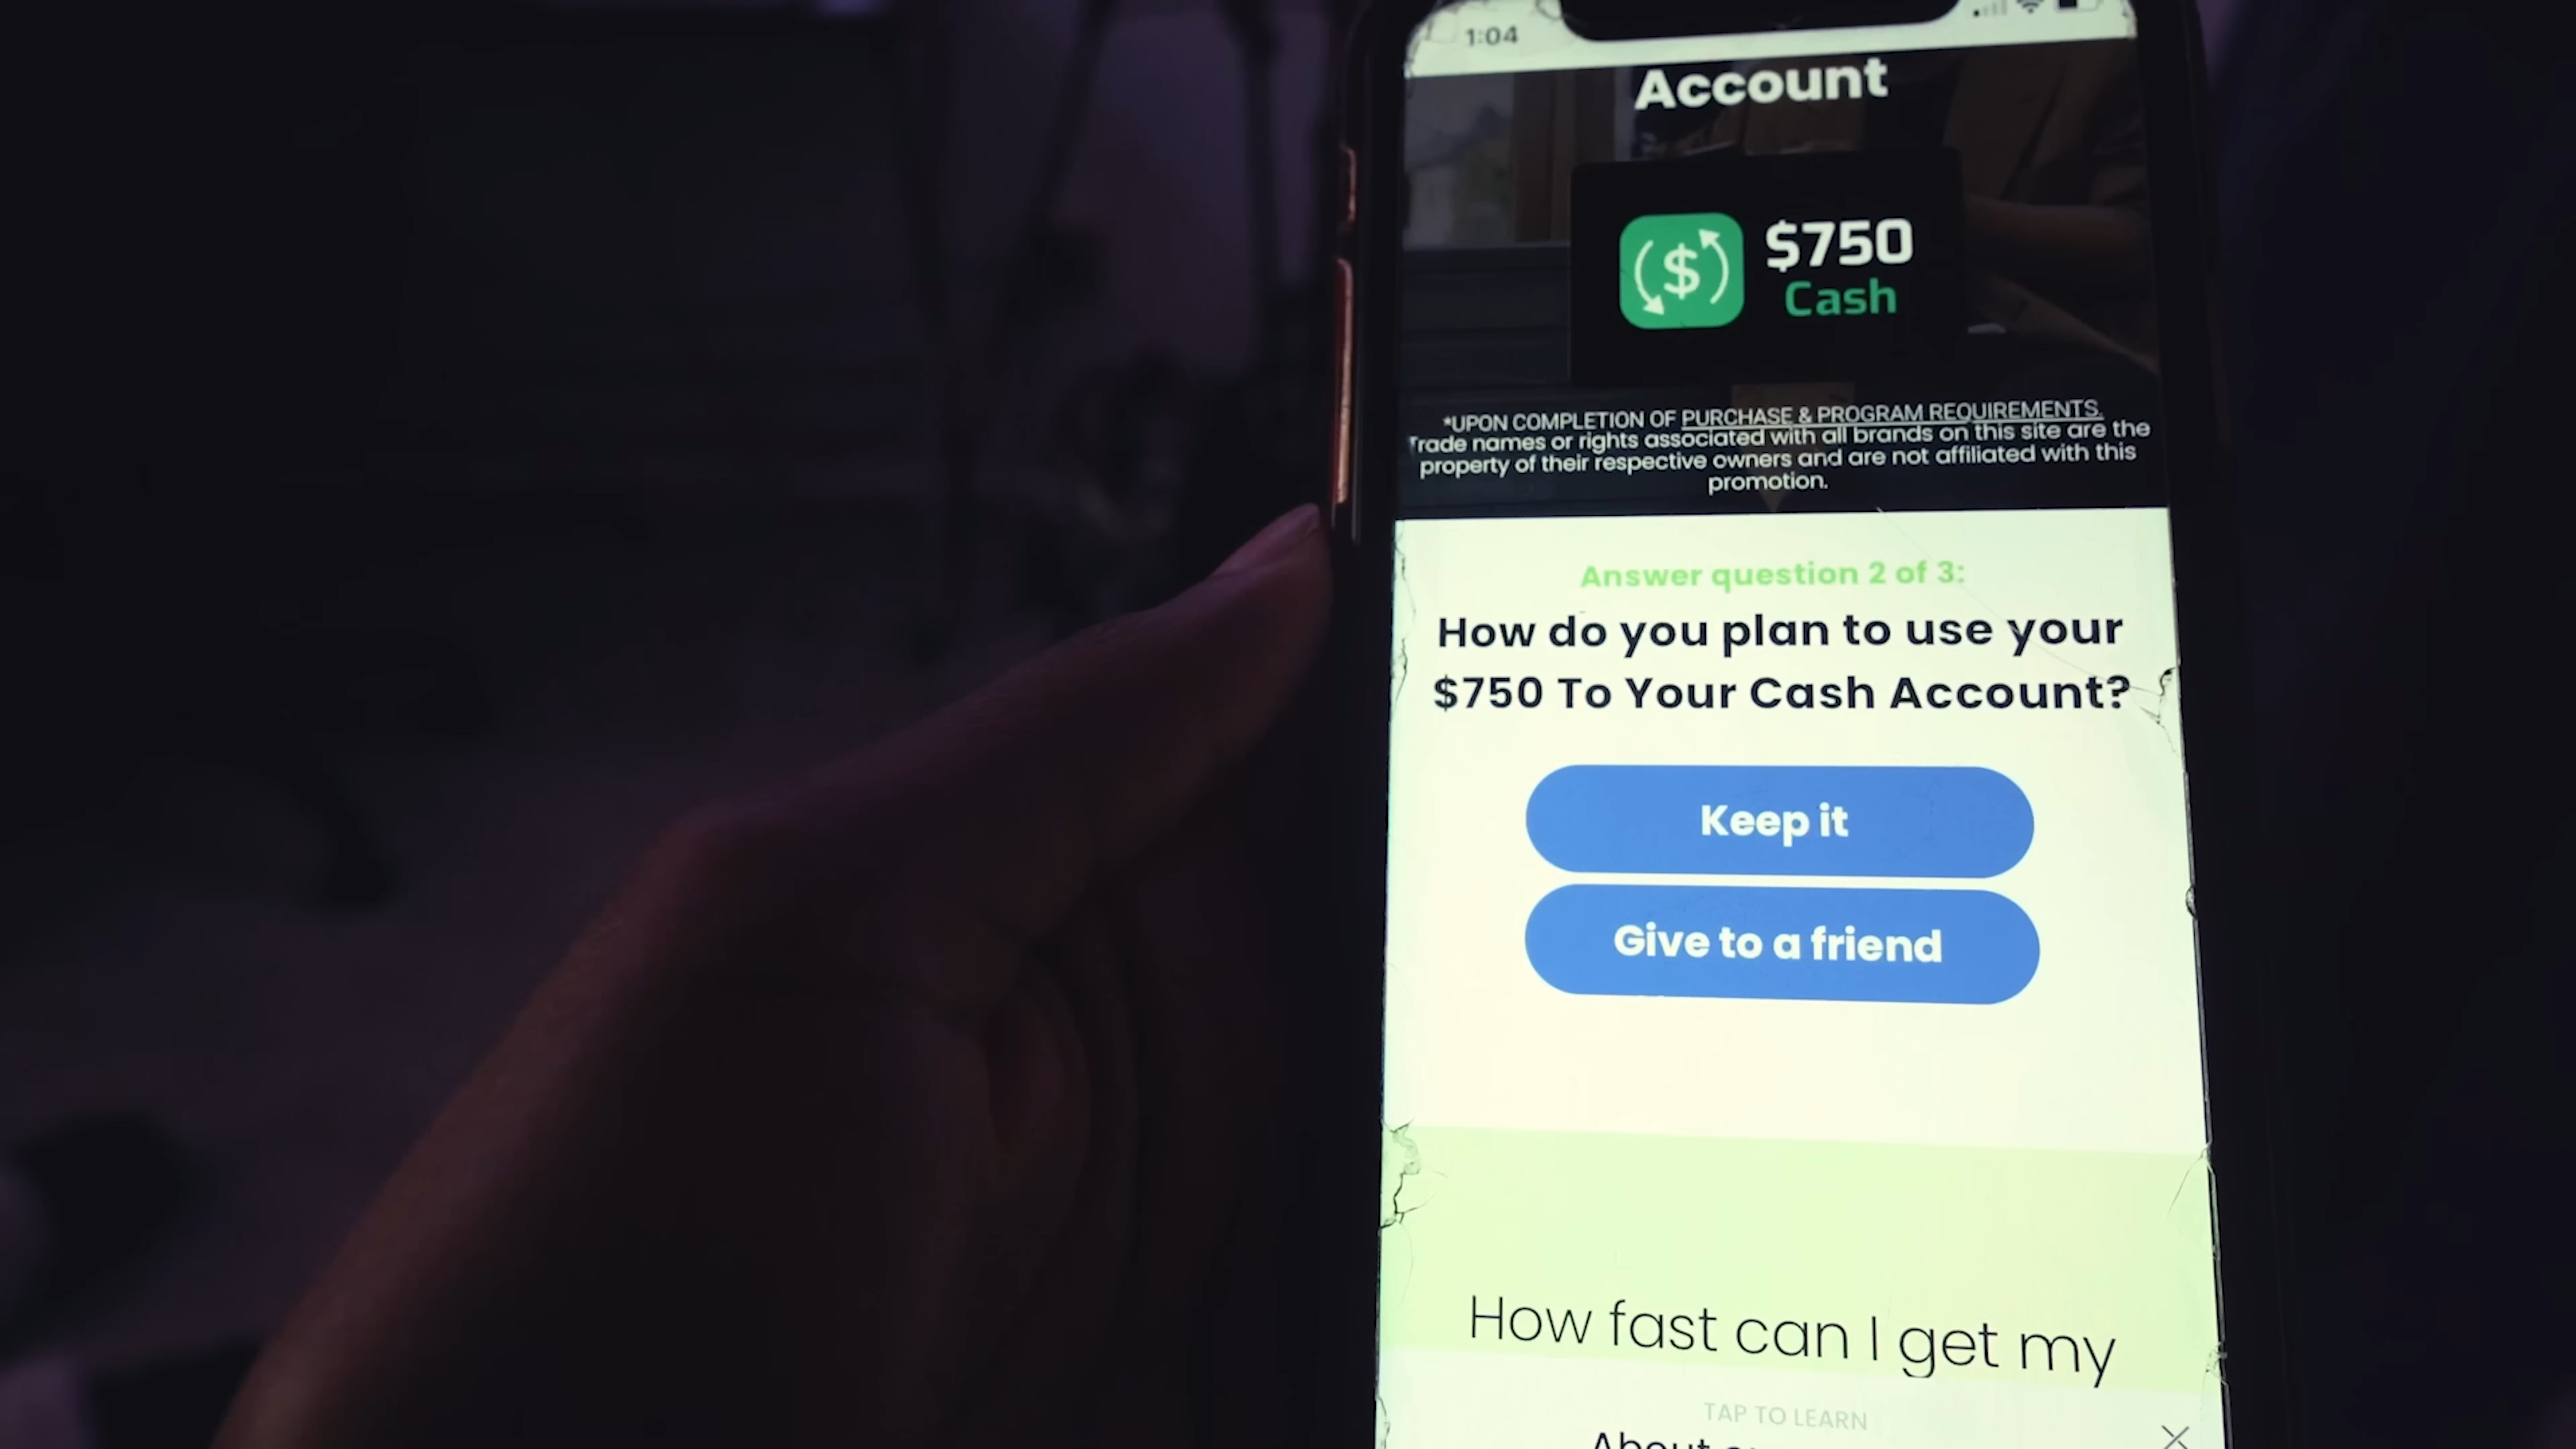 1:04
Account
$750
Cash
*UPON COMPLETION OF PURCHASE & PROGRAM REQUIREMENTS.
Trade names or rights associated with all brands on this site are the
property of their respective owners and are not affiliated with this
promotion.
Answer question 2 of 3:
How do you plan to use your
$750 To Your Cash Account?
Keep it
Give to a friend
How fast can I get my
TAP TO LEARN
About